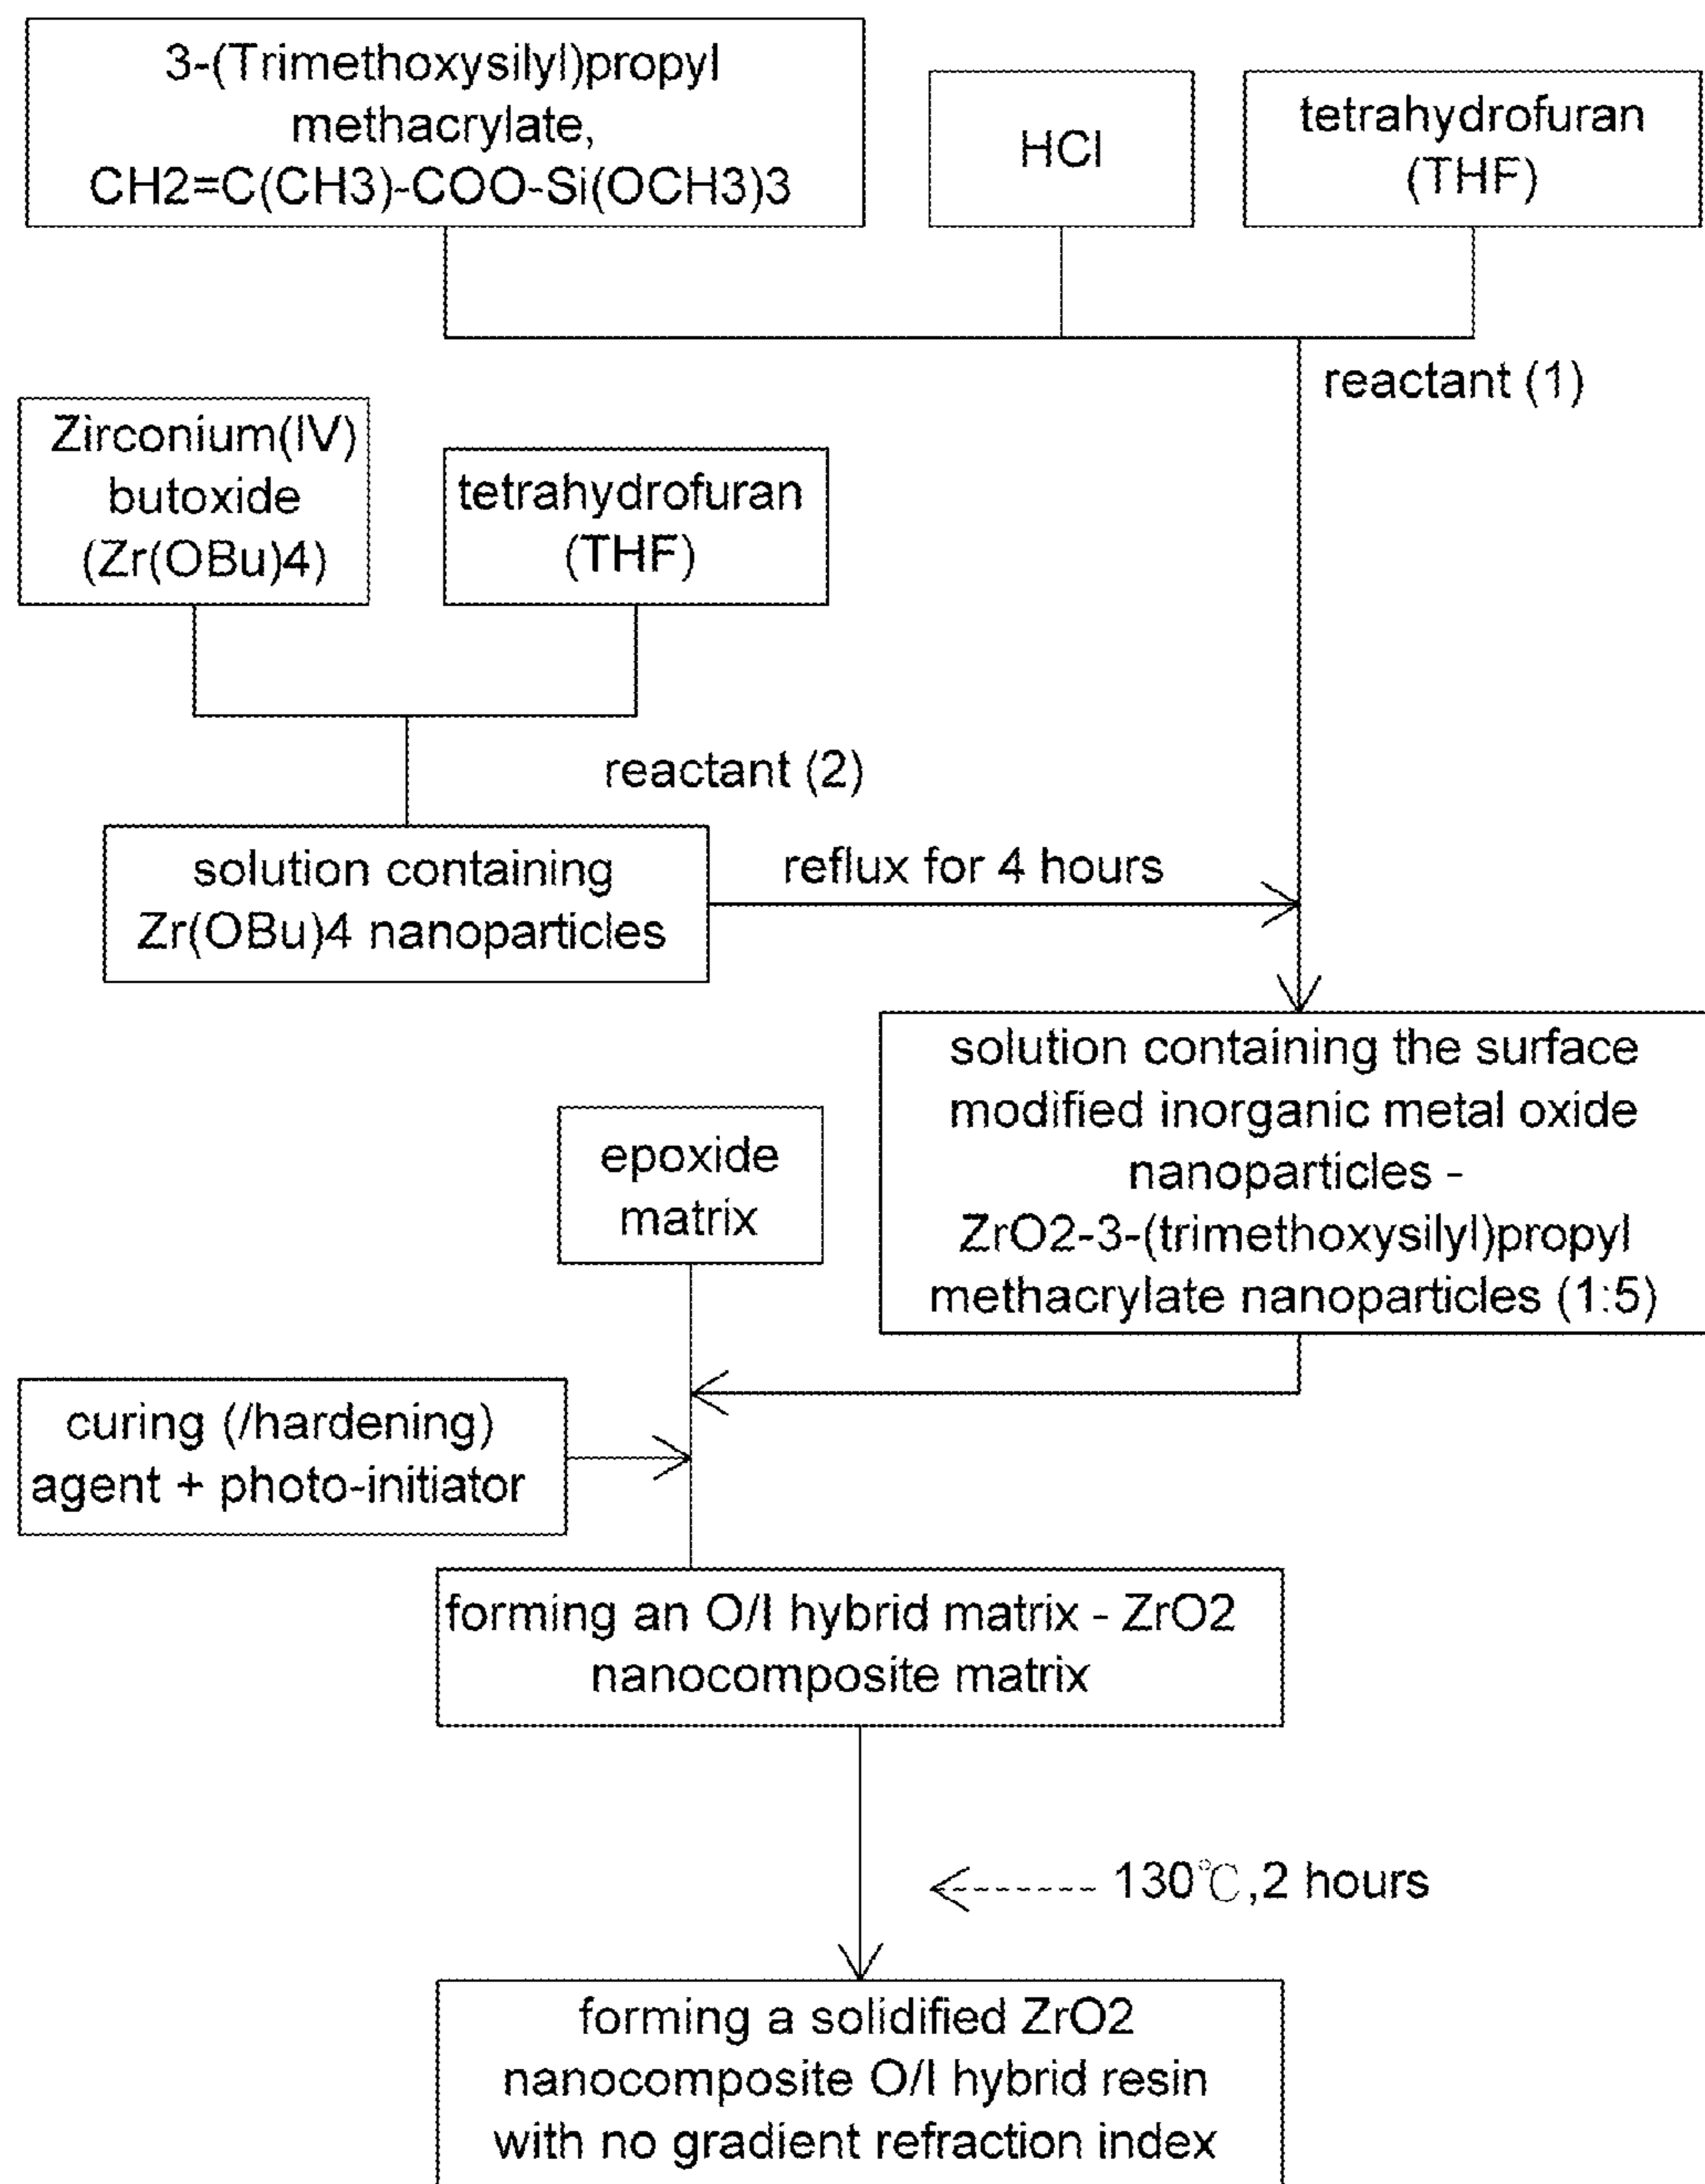 3-(Trimethoxysilyl)propyl
methacrylate,
CH2=C(CH3)-COO-Si(OCH3)3
HCl
tetrahydrofuran
(THF)
reactant (1)
Zirconium(IV)
butoxide
(Zr(OBu)4)
tetrahydrofuran
(THF)
reactant (2)
solution containing
Zr(OBu)4 nanoparticles
reflux for 4 hours
solution containing the surface
modified inorganic metal oxide
nanoparticles -
ZrO2-3-(trimethoxysilyl)propyl
methacrylate nanoparticles (1:5)
epoxide
matrix
curing (/hardening)
agent + photo-initiator
forming an O/I hybrid matrix - ZrO2
nanocomposite matrix
130℃,2 hours
forming a solidified ZrO2
nanocomposite O/I hybrid resin
with no gradient refraction index